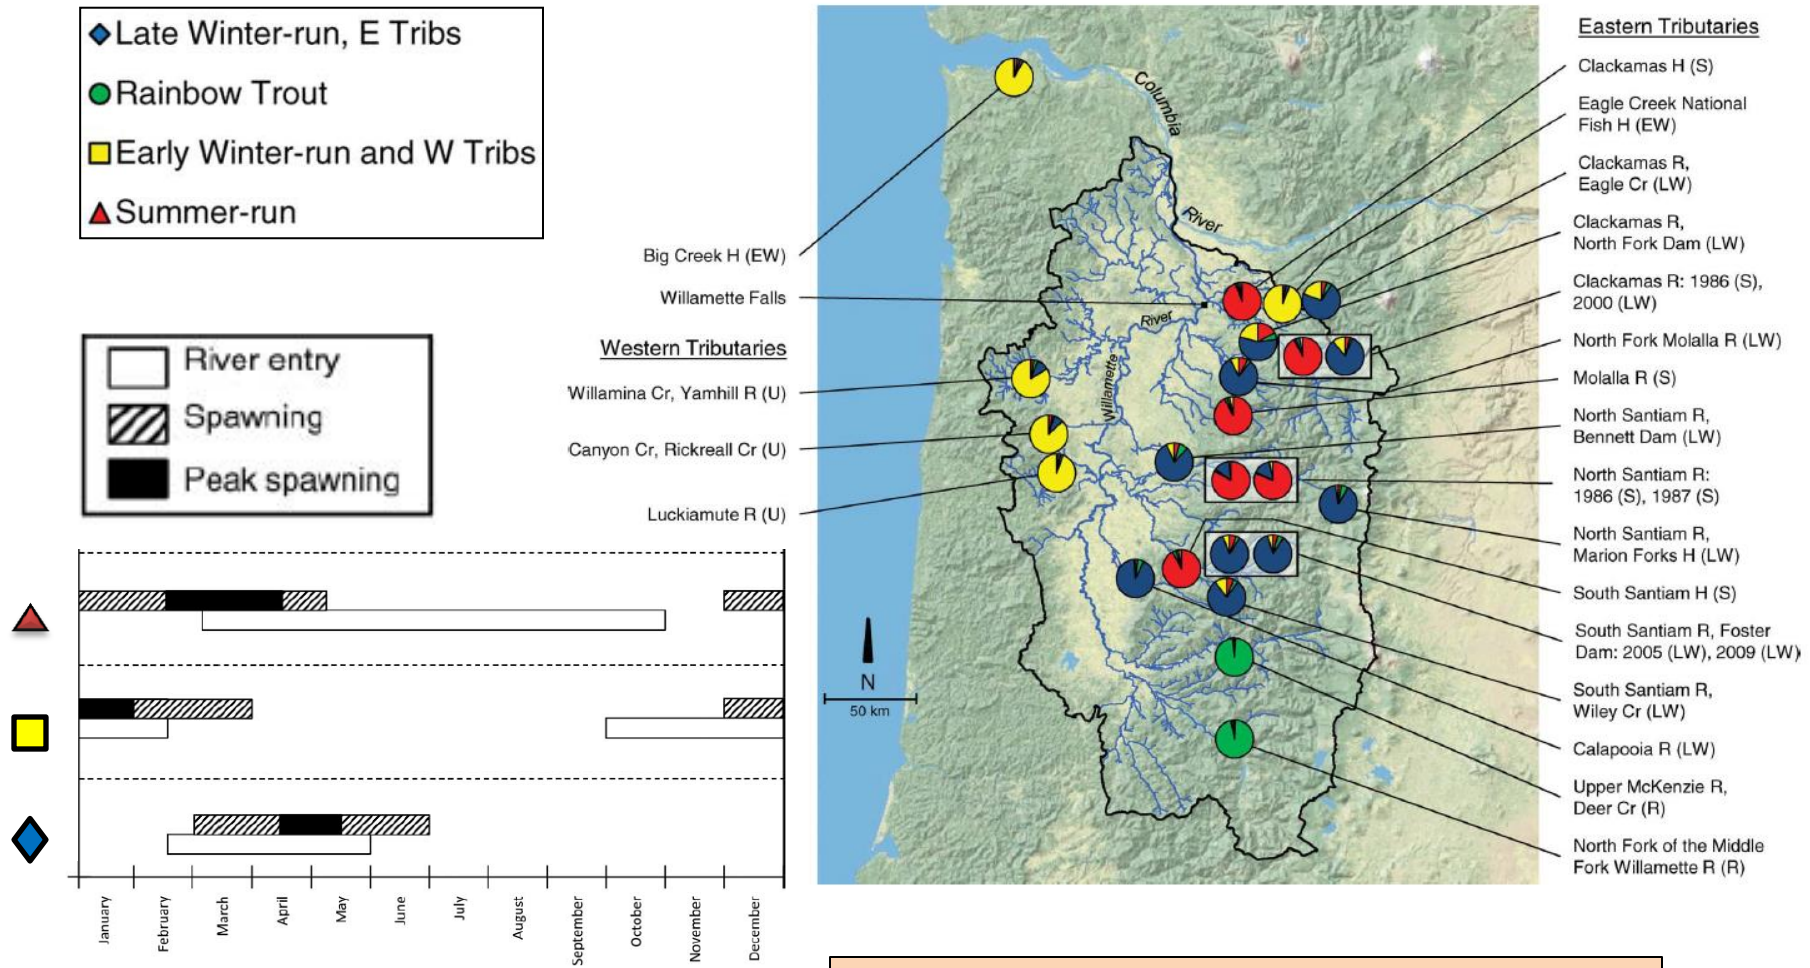 Late Winter-run, E Tribs
Rainbow Trout
Early Winter-run and W Tribs
Summer-run
River entry
Spawning
Peak spawning
January
February
March
April
May
June
July
August
September
October
November
December
Big Creek H (EW)
Willamette Falls
Western Tributaries
Willamina Cr, Yamhill R (U)
Canyon Cr, Rickreall Cr (U)
Luckiamute R (U)
Columbia
River
River
Willamette
N
50 km
Eastern Tributaries
Clackamas H (S)
Eagle Creek National
Fish H (EW)
Clackamas R,
Eagle Cr (LW)
Clackamas R,
North Fork Dam (LW)
Clackamas R: 1986 (S),
2000 (LW)
North Fork Molalla R (LW)
Molalla R (S)
North Santiam R,
Bennett Dam (LW)
North Santiam R:
1986 (S), 1987 (S)
North Santiam R,
Marion Forks H (LW)
South Santiam H (S)
South Santiam R, Foster
Dam: 2005 (LW), 2009 (LW)
South Santiam R,
Wiley Cr (LW)
Calapooia R (LW)
Upper McKenzie R,
Deer Cr (R)
North Fork of the Middle
Fork Willamette R (R)